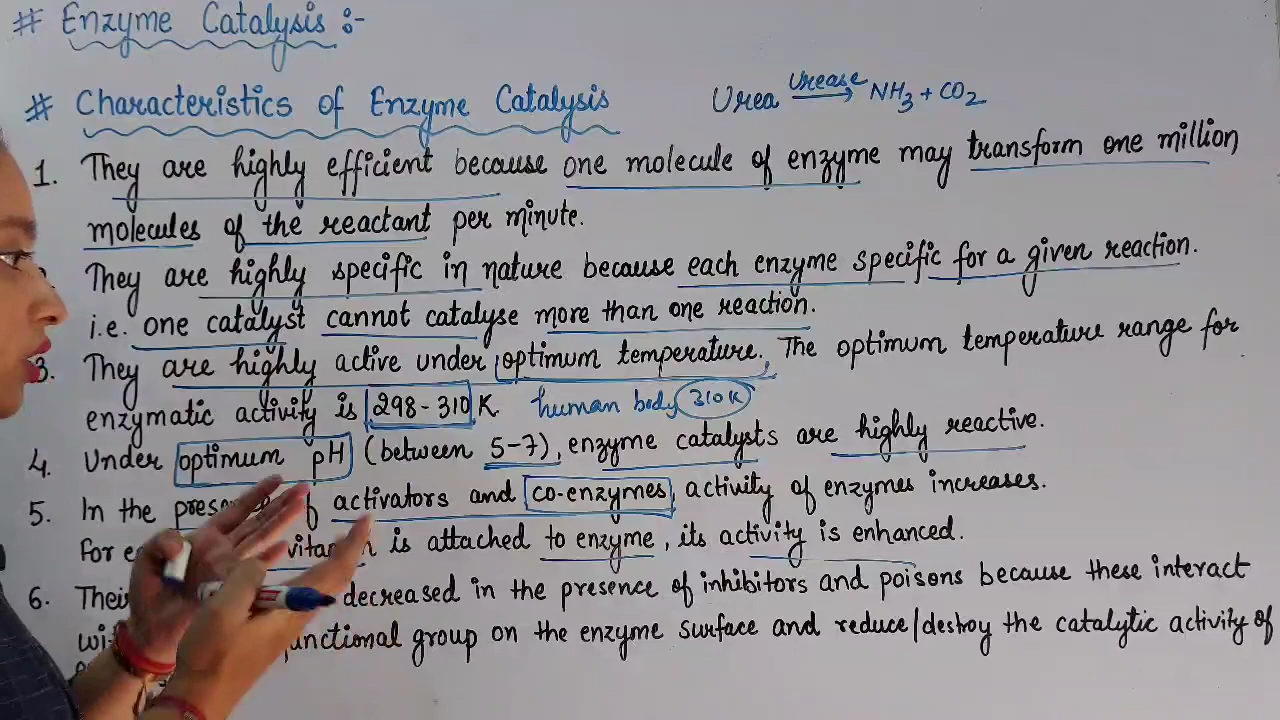 # Enzyme Catalysis :-
# Characteristics of Enzyme Catalysis
Urea urease → NH3 + CO2
1. They are highly efficient because one molecule of enzyme may transform one million
molecules of the reactant per minute.
They are highly specific in nature because each enzyme specific for a given reaction.
i.e. one catalyst cannot catalyse more than one reaction.
3. They are highly active under optimum temperature. The optimum temperature range for
enzymatic activity is 298-310 K human body 310 K
4. Under optimum pH (between 5-7), enzyme catalysts are highly reactive.
5. In the of activators and co-enzymes, activity of enzymes increases.
For is attached to enzyme, its activity is enhanced.
6. decreased in the presence of inhibitors and poisons because these interact
functional group on the enzyme surface and reduce/destroy the catalytic activity of